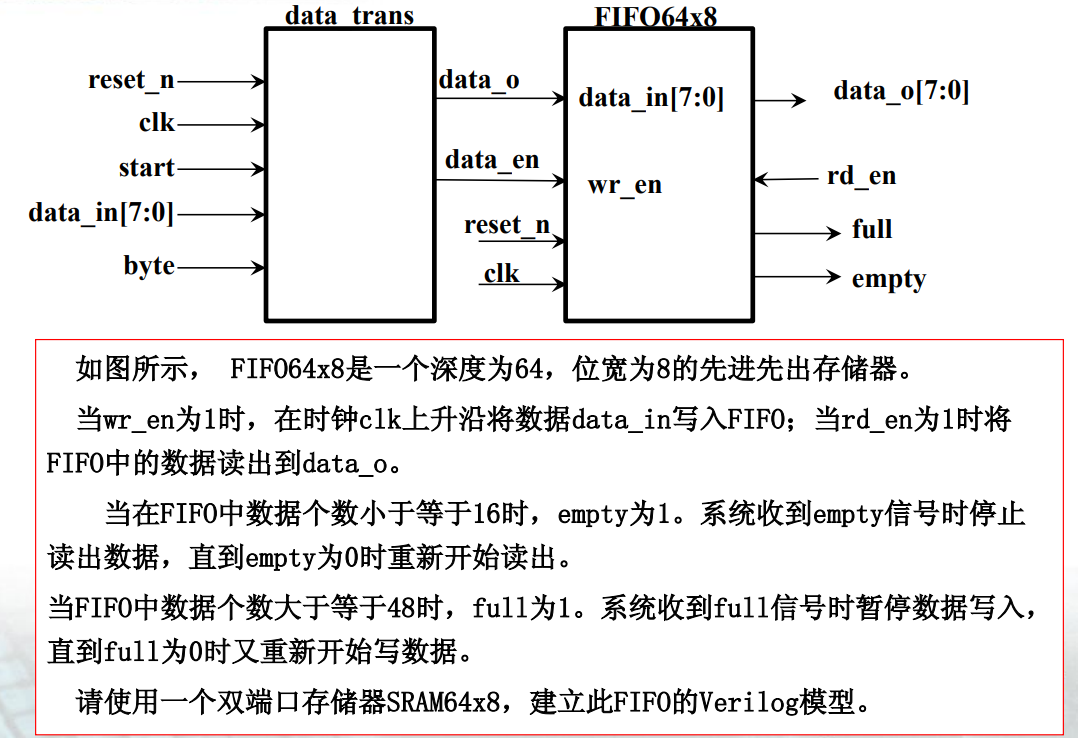 data_trans
FIFO64x8
reset_n
clk
start
data_in[7:0]
byte
data_o
data_en
data_in[7:0]
wr_en
reset_n
clk
data_o[7:0]
rd_en
full
empty
如图所示， FIFO64x8是一个深度为64，位宽为8的先进先出存储器。
当wr_en为1时，在时钟clk上升沿将数据data_in写入FIFO；当rd_en为1时将
FIFO中的数据读出到data_o。
当在FIFO中数据个数小于等于16时，empty为1。系统收到empty信号时停止
读出数据，直到empty为0时重新开始读出。
当FIFO中数据个数大于等于48时，full为1。系统收到full信号时暂停数据写入，
直到full为0时又重新开始写数据。
请使用一个双端口存储器SRAM64x8，建立此FIFO的Verilog模型。